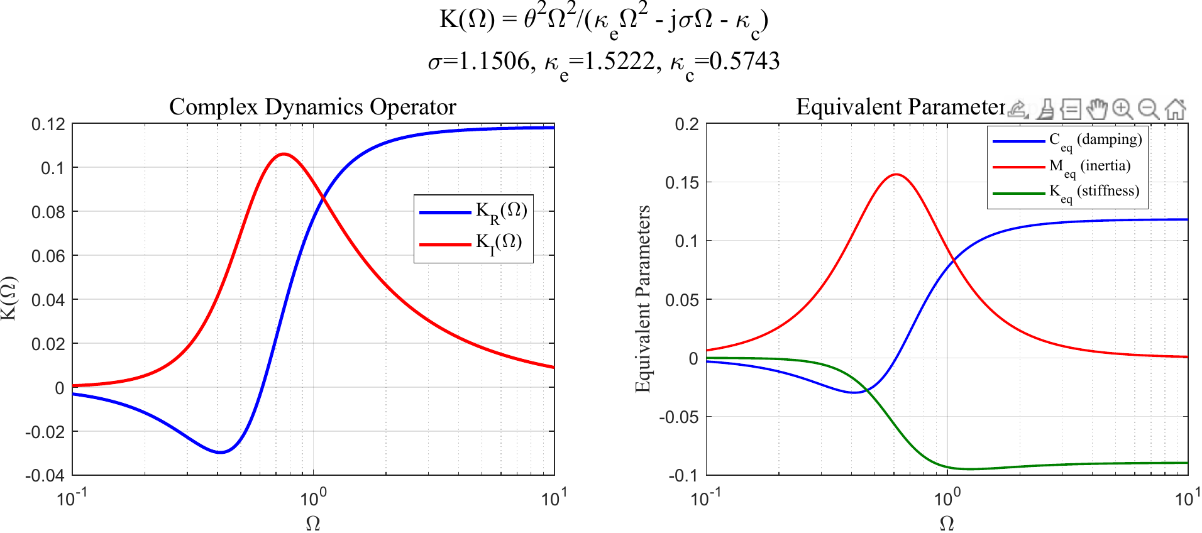 K(Ω) = θ²Ω²/(κₑΩ² - jσΩ - κ_c)
σ=1.1506, κₑ=1.5222, κ_c=0.5743
Complex Dynamics Operator
0.12
0.1
0.08
0.06
0.04
0.02
0
-0.02
-0.04
K(Ω)
K_R(Ω)
K_I(Ω)
10⁻¹
10⁰
10¹
Ω
Equivalent Parameter
0.2
0.15
0.1
0.05
0
-0.05
-0.1
Equivalent Parameters
C_eq (damping)
M_eq (inertia)
K_eq (stiffness)
10⁻¹
10⁰
10¹
Ω